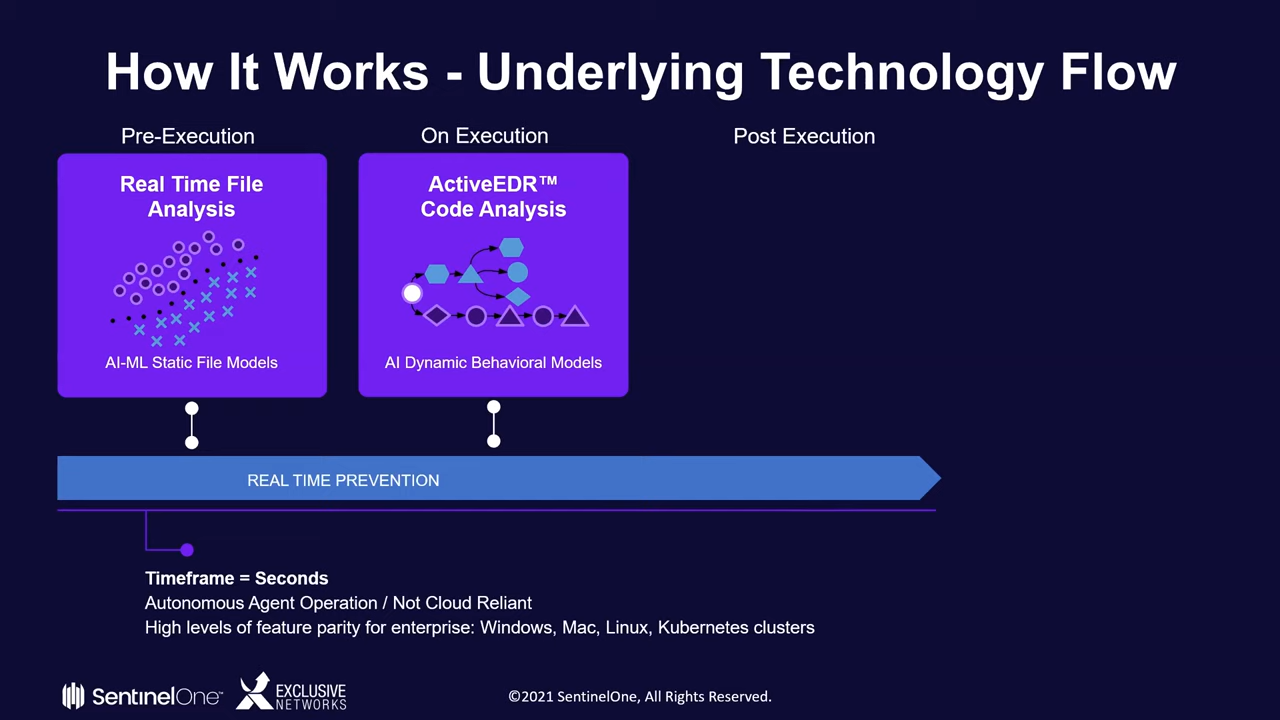 How It Works - Underlying Technology Flow
Pre-Execution
On Execution
Post Execution
Real Time File
Analysis
AI-ML Static File Models
ActiveEDR™
Code Analysis
AI Dynamic Behavioral Models
REAL TIME PREVENTION
Timeframe = Seconds
Autonomous Agent Operation / Not Cloud Reliant
High levels of feature parity for enterprise: Windows, Mac, Linux, Kubernetes clusters
SentinelOne™
EXCLUSIVE
NETWORKS
©2021 SentinelOne, All Rights Reserved.